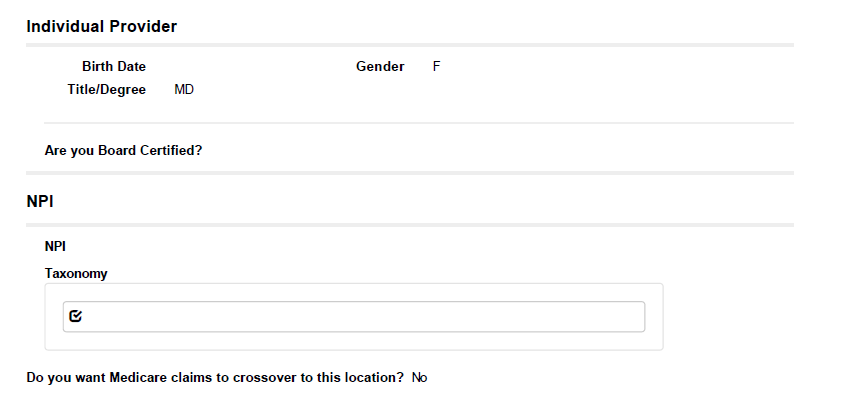 Individual Provider
Birth Date Gender F
Title/Degree MD
Are you Board Certified?
NPI
NPI
Taxonomy
Do you want Medicare claims to crossover to this location? No